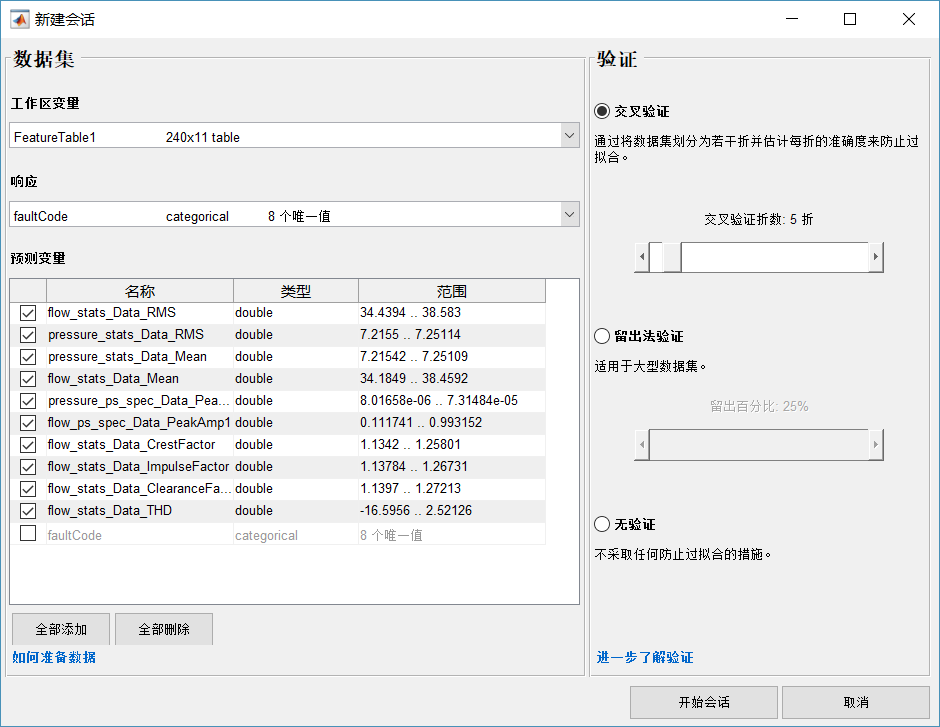 新建会话
数据集
工作区变量
FeatureTable1 240x11 table
响应
faultCode categorical 8 个唯一值
预测变量
名称 类型 范围
flow_stats_Data_RMS double 34.4394 .. 38.583
pressure_stats_Data_RMS double 7.2155 .. 7.25114
pressure_stats_Data_Mean double 7.21542 .. 7.25109
flow_stats_Data_Mean double 34.1849 .. 38.4592
pressure_ps_spec_Data_Pea... double 8.01658e-06 .. 7.31484e-05
flow_ps_spec_Data_PeakAmp1 double 0.111741 .. 0.993152
flow_stats_Data_CrestFactor double 1.1342 .. 1.25801
flow_stats_Data_ImpulseFactor double 1.13784 .. 1.26731
flow_stats_Data_ClearanceFa... double 1.1397 .. 1.27213
flow_stats_Data_THD double -16.5956 .. 2.52126
faultCode categorical 8 个唯一值
全部添加 全部删除
如何准备数据
验证
交叉验证
通过将数据集划分为若干折并估计每折的准确度来防止过
拟合。
交叉验证折数: 5 折
留出法验证
适用于大型数据集。
留出百分比: 25%
无验证
不采取任何防止过拟合的措施。
进一步了解验证
开始会话 取消